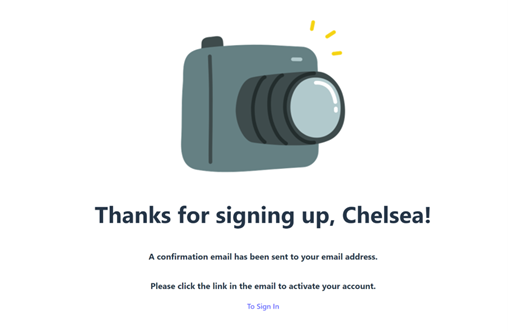 Thanks for signing up, Chelsea!
A confirmation email has been sent to your email address.
Please click the link in the email to activate your account.
To Sign In